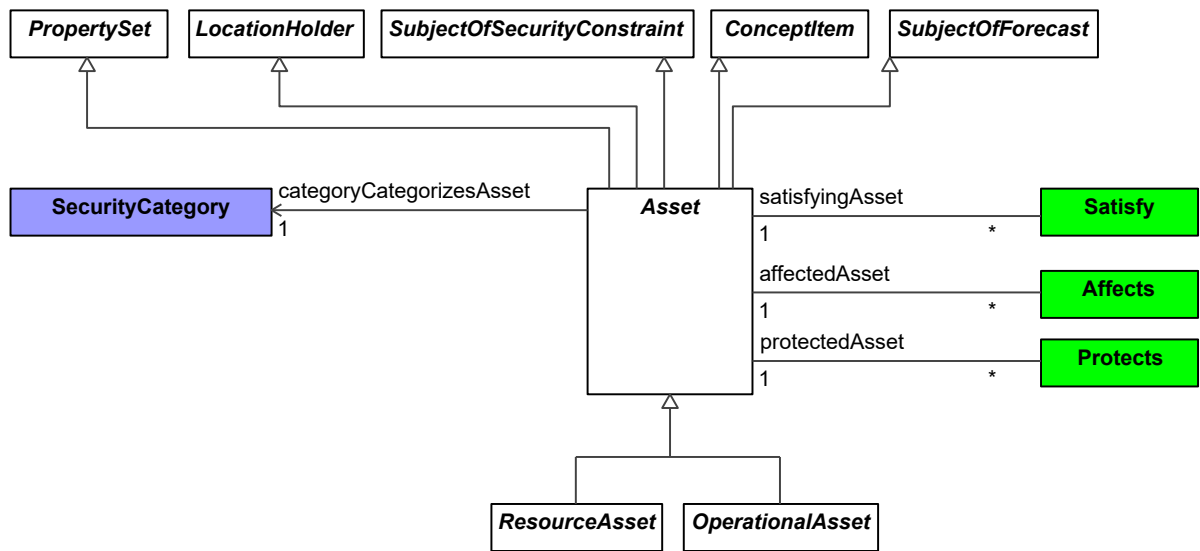 PropertySet
LocationHolder
SubjectOfSecurityConstraint
ConceptItem
SubjectOfForecast
SecurityCategory
categoryCategorizesAsset
1
Asset
satisfyingAsset
1
*
Satisfy
affectedAsset
1
*
Affects
protectedAsset
1
*
Protects
ResourceAsset
OperationalAsset